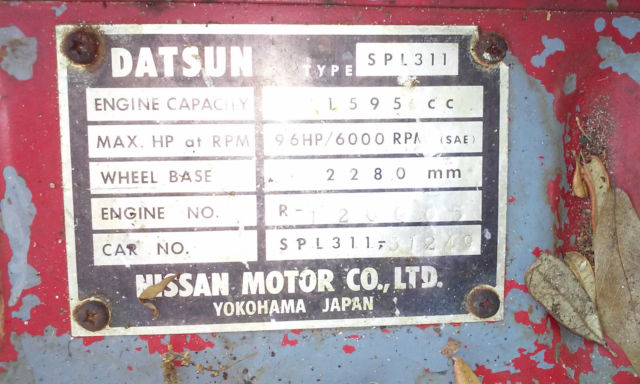 DATSUN TYPE SPL311
ENGINE CAPACITY 1595 cc
MAX. HP at RPM 96HP/6000 RPM (SAE)
WHEEL BASE 2280 mm
ENGINE NO. R-
CAR NO. SPL311-
NISSAN MOTOR CO., LTD.
YOKOHAMA JAPAN